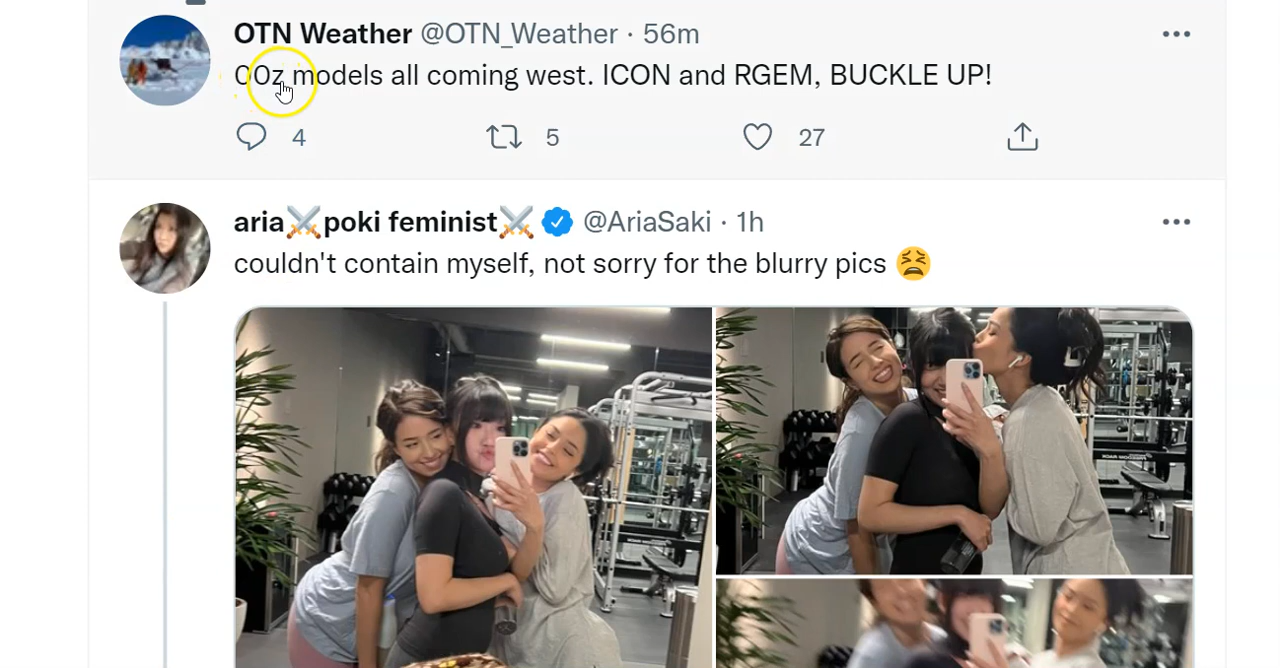 OTN Weather @OTN_Weather · 56m
00z models all coming west. ICON and RGEM, BUCKLE UP!
4 5 27
aria⚔️poki feminist⚔️ @AriaSaki · 1h
couldn't contain myself, not sorry for the blurry pics 😫